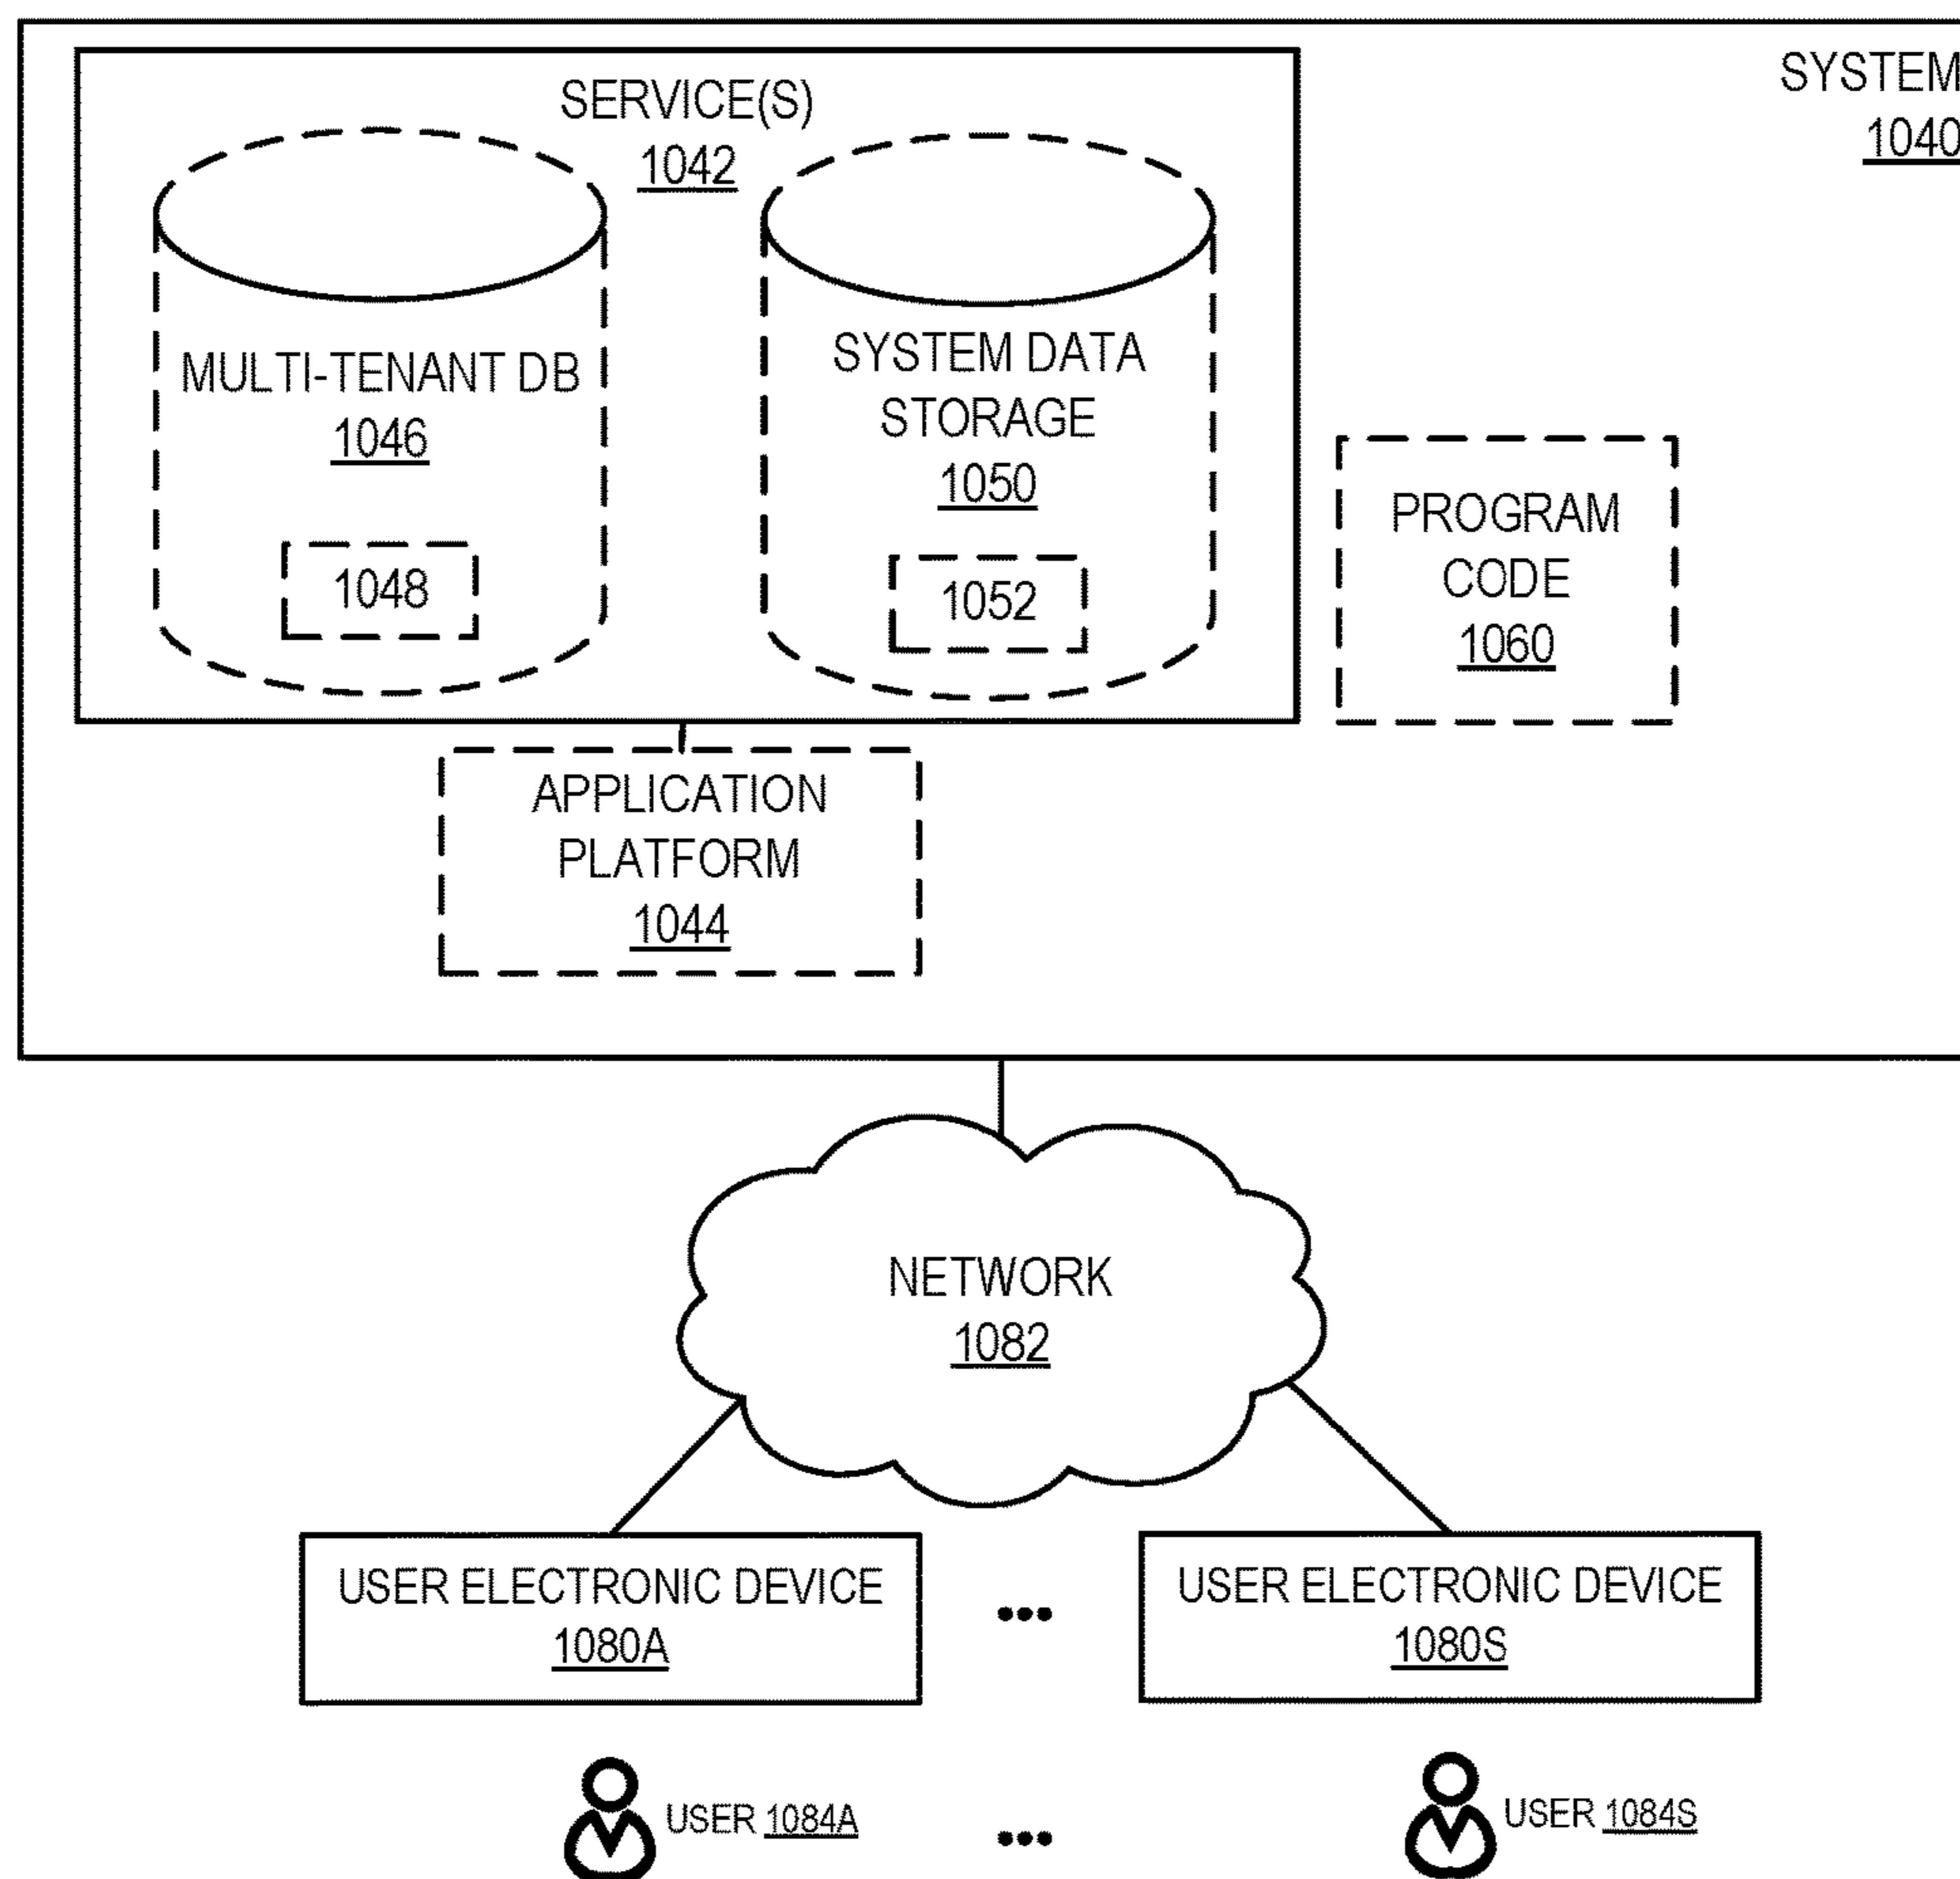 SYSTEM
1040
SERVICE(S)
1042
MULTI-TENANT DB
1046
1048
SYSTEM DATA
STORAGE
1050
1052
PROGRAM
CODE
1060
APPLICATION
PLATFORM
1044
NETWORK
1082
USER ELECTRONIC DEVICE
1080A
...
USER ELECTRONIC DEVICE
1080S
USER 1084A
...
USER 1084S